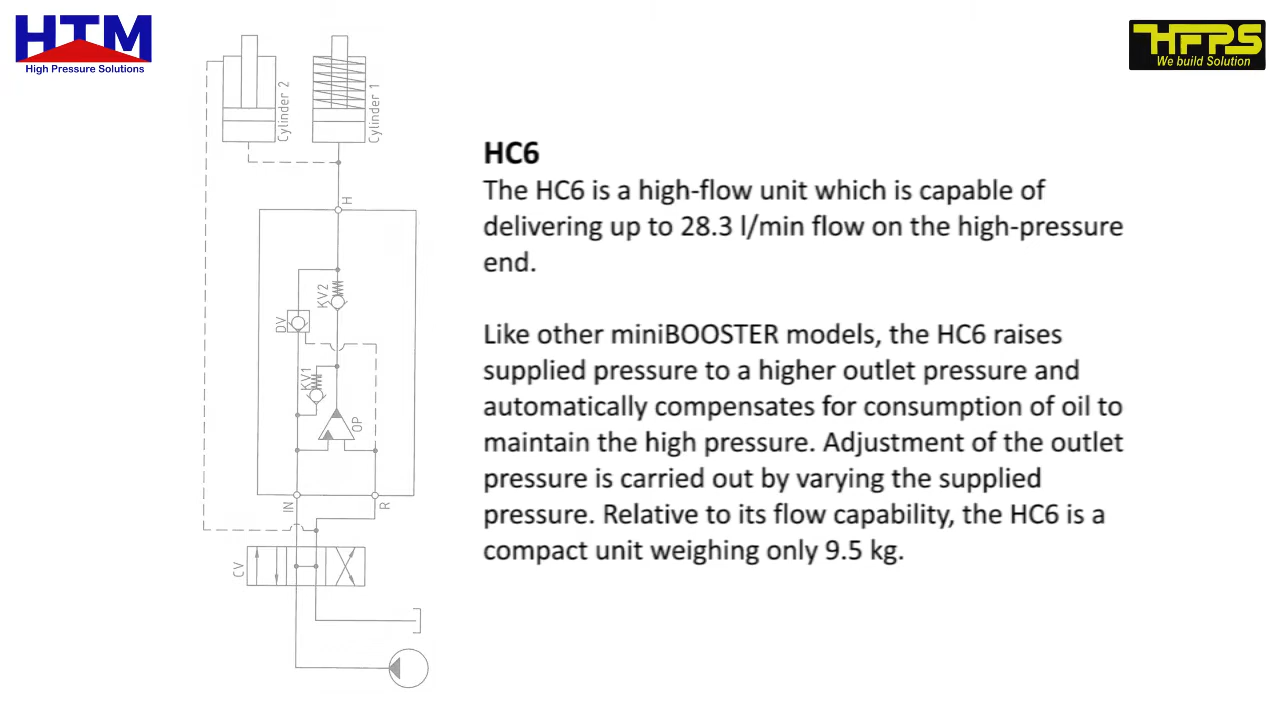 HTM
High Pressure Solutions
HFPS
We build Solution
Cylinder 2
Cylinder 1
HC6
The HC6 is a high-flow unit which is capable of
delivering up to 28.3 l/min flow on the high-pressure
end.
Like other miniBOOSTER models, the HC6 raises
supplied pressure to a higher outlet pressure and
automatically compensates for consumption of oil to
maintain the high pressure. Adjustment of the outlet
pressure is carried out by varying the supplied
pressure. Relative to its flow capability, the HC6 is a
compact unit weighing only 9.5 kg.
H
KV2
DV
KV1
OP
IN
R
CV